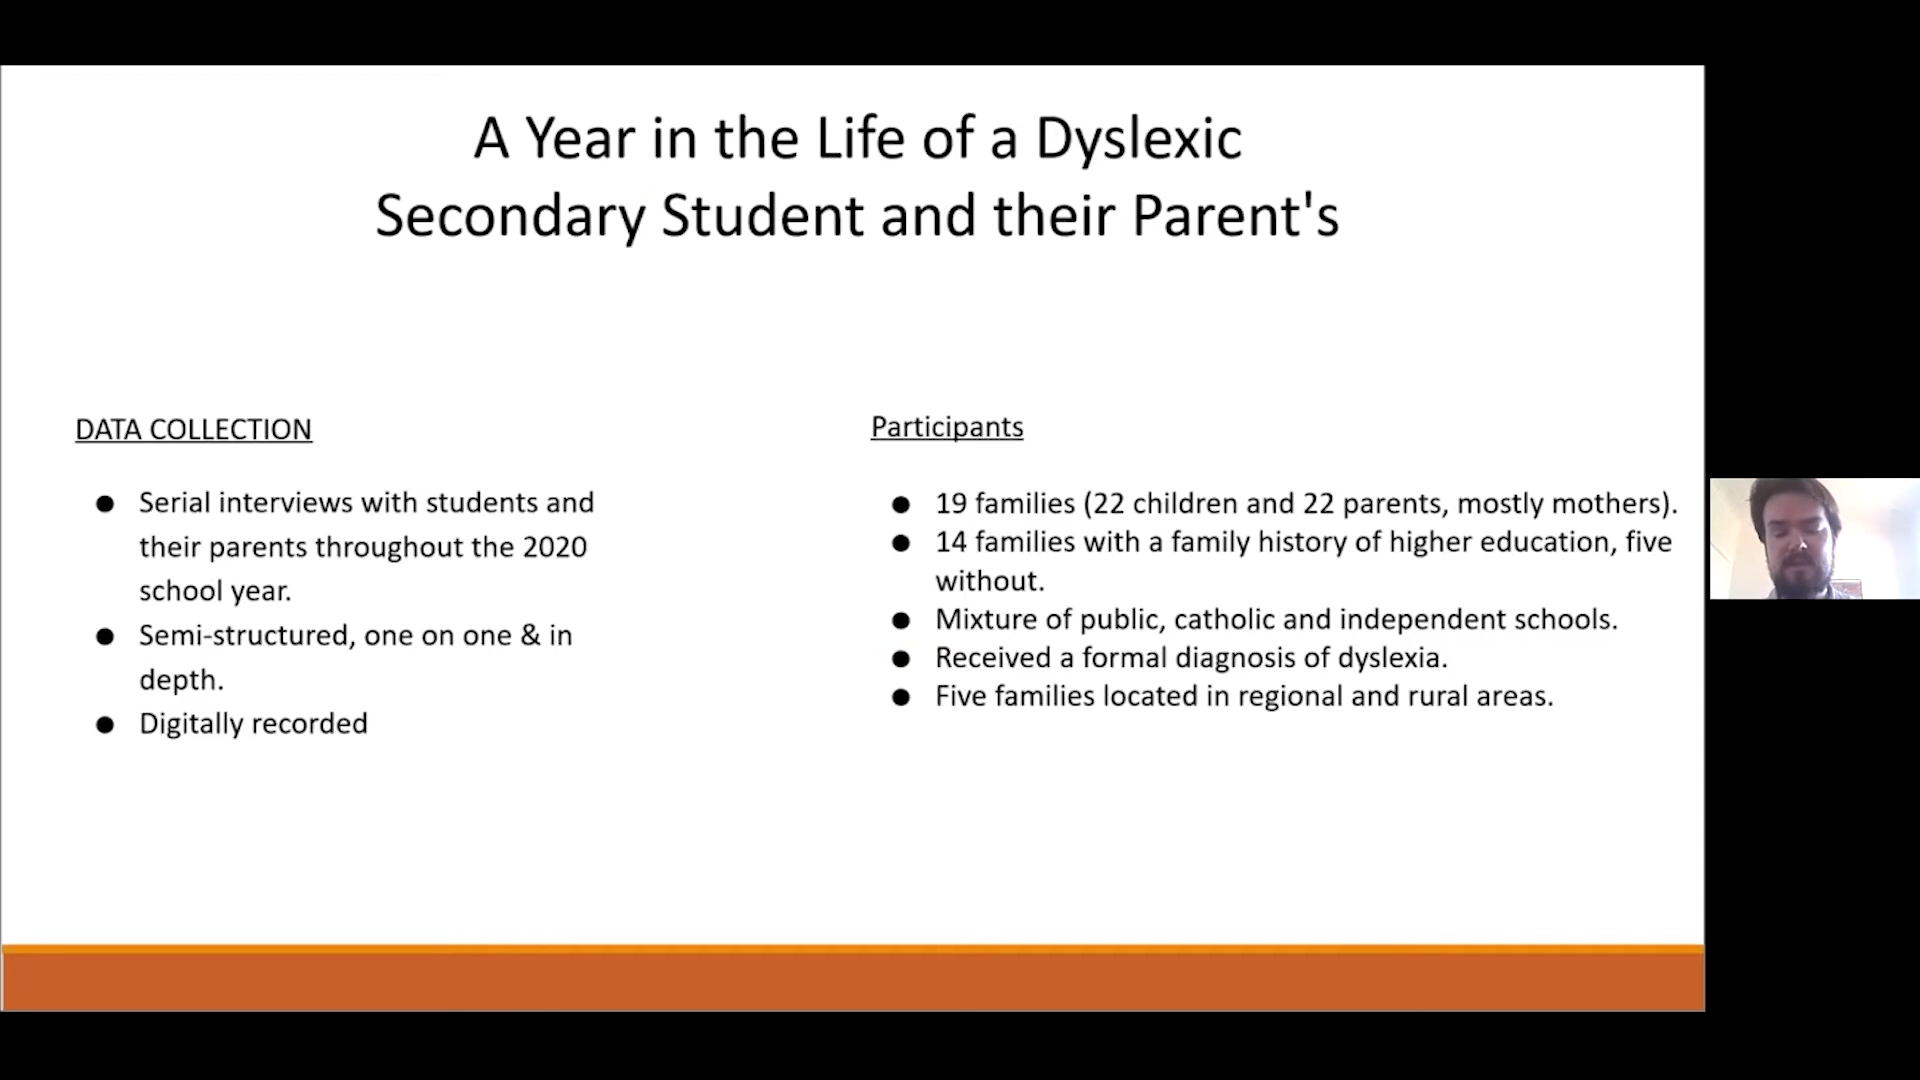 A Year in the Life of a Dyslexic
Secondary Student and their Parent's
DATA COLLECTION
● Serial interviews with students and
their parents throughout the 2020
school year.
● Semi-structured, one on one & in
depth.
● Digitally recorded
Participants
● 19 families (22 children and 22 parents, mostly mothers).
● 14 families with a family history of higher education, five
without.
● Mixture of public, catholic and independent schools.
● Received a formal diagnosis of dyslexia.
● Five families located in regional and rural areas.